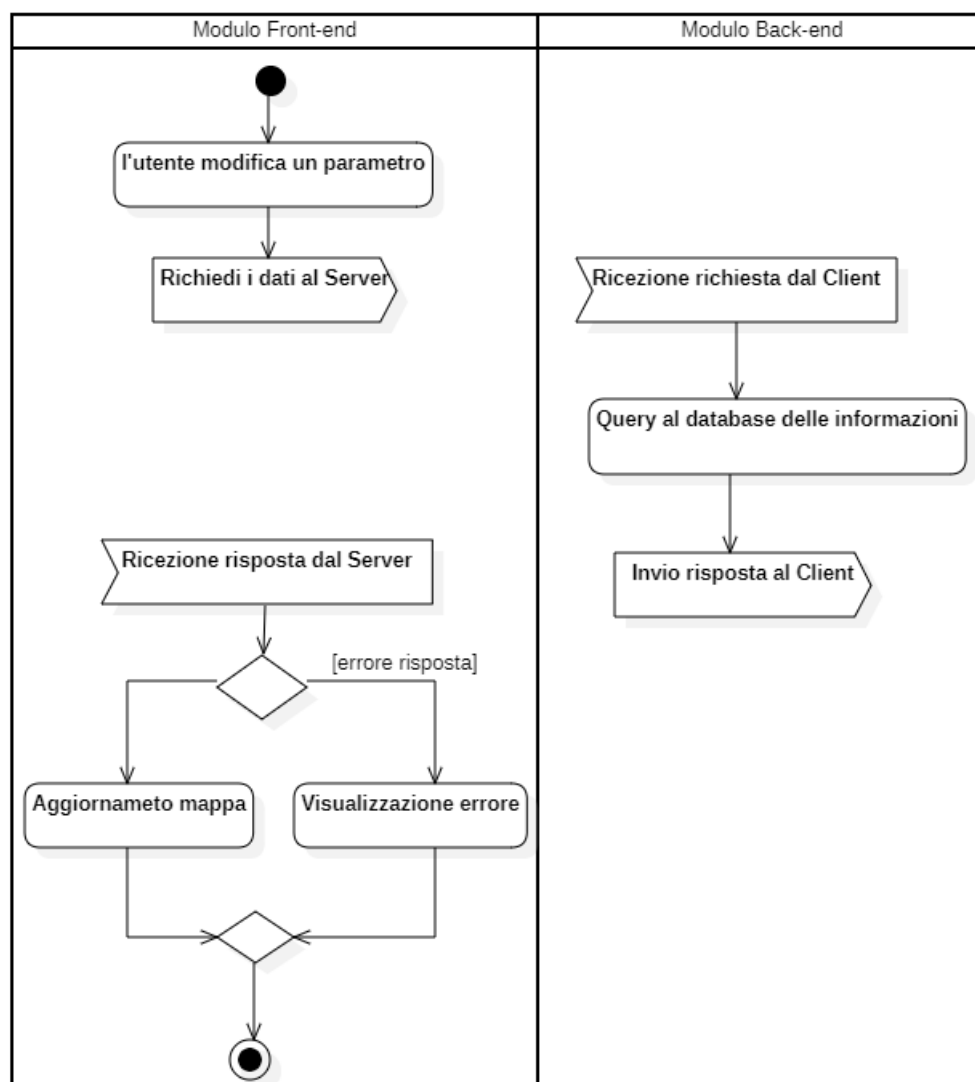 Modulo Front-end
Modulo Back-end
l'utente modifica un parametro
Richiedi i dati al Server
Ricezione richiesta dal Client
Query al database delle informazioni
Ricezione risposta dal Server
Invio risposta al Client
[errore risposta]
Aggiornameto mappa
Visualizzazione errore